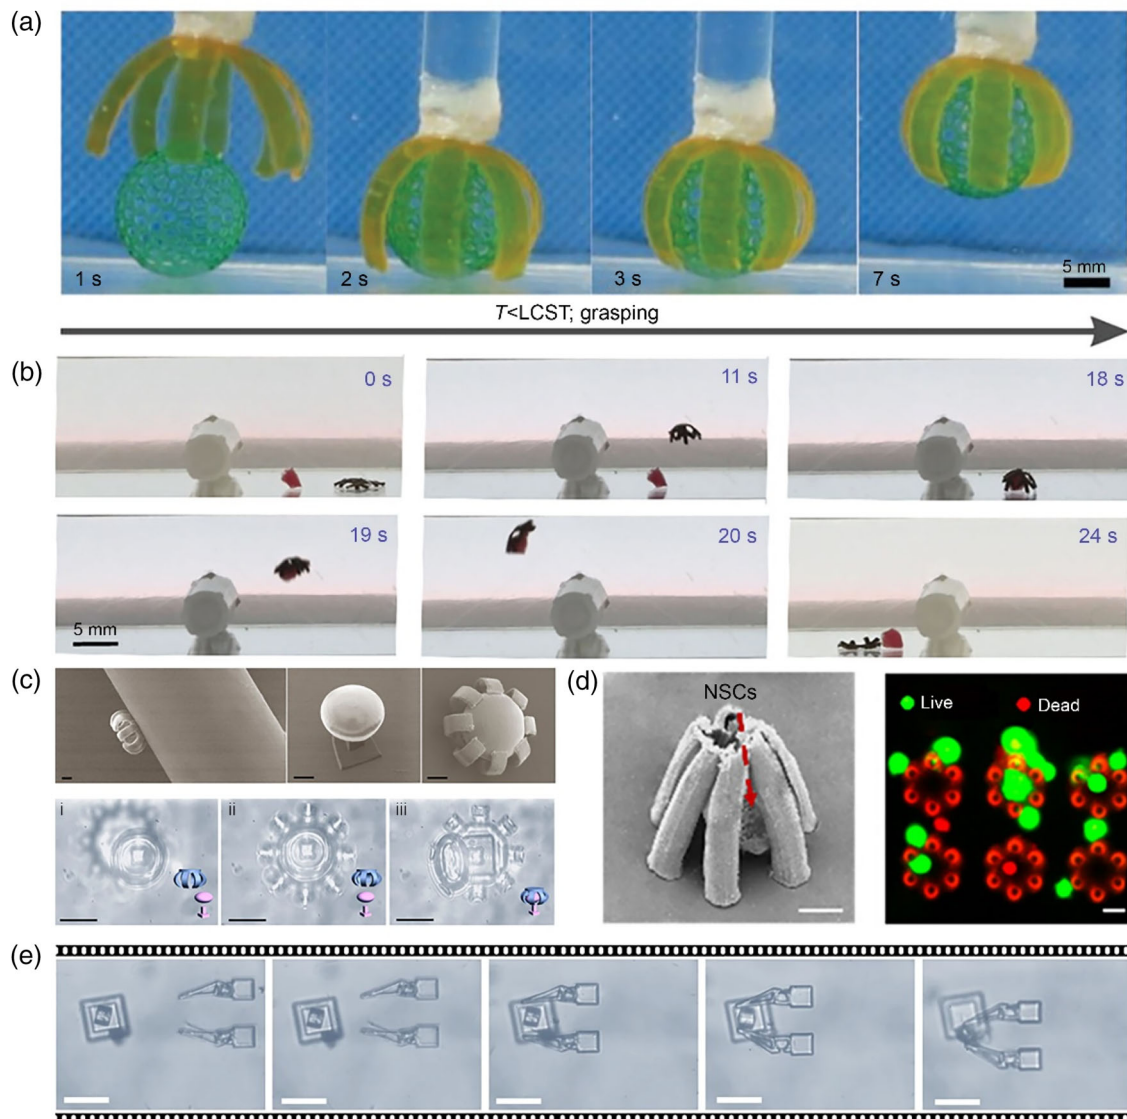 (a)
1 s
2 s
3 s
7 s
5 mm
T<LCST; grasping
(b)
0 s
11 s
18 s
19 s
20 s
24 s
5 mm
(c)
i
ii
iii
(d)
NSCs
Live
Dead
(e)